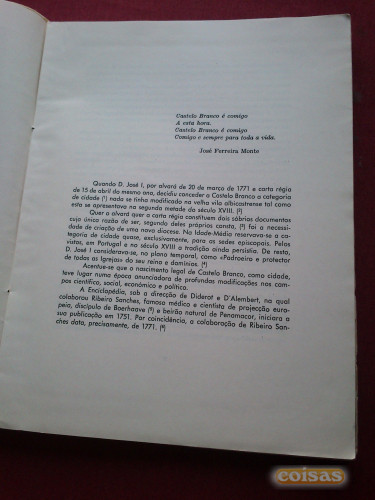 Castelo Branco é comigo
A esta hora.
Castelo Branco é comigo
Comigo e sempre para toda a vida.
José Ferreira Monte
Quando D. José I, por alvará de 20 de março de 1771 e carta régia
de 15 de abril do mesmo ano, decidiu conceder a Castelo Branco a categoria
de cidade (¹) nada se tinha modificado na velha vila albicastrense tal como
esta se apresentava na segunda metade do século XVIII. (²)
Quer o alvará quer a carta régia constituem dois sóbrios documentos
cuja única razão de ser, segundo deles próprios consta, (³) foi a necessi-
dade de criação de uma nova diocese. Na Idade-Média reservava-se a ca-
tegoria de cidade quase, exclusivamente, para as sedes episcopais. Pelos
vistos, em Portugal e no século XVIII a tradição ainda persistia. De resto,
D. José I considerava-se, no plano temporal, como «Padroeiro e protector
de todas as Igrejas» do seu reino e domínios. (⁴)
Acentue-se que o nascimento legal de Castelo Branco, como cidade,
teve lugar numa época anunciadora de profundas modificações nos cam-
pos científico, social, económico e político.
A Enciclopédia, sob a direcção de Diderot e D'Alembert, na qual
colaborou Ribeiro Sanches, famoso médico e cientista de projecção euro-
peia, discípulo de Boerhaave (⁵) e beirão natural de Penamacor, iniciara a
sua publicação em 1751. Por coincidência, a colaboração de Ribeiro San-
ches data, precisamente, de 1771. (⁶)
coisas